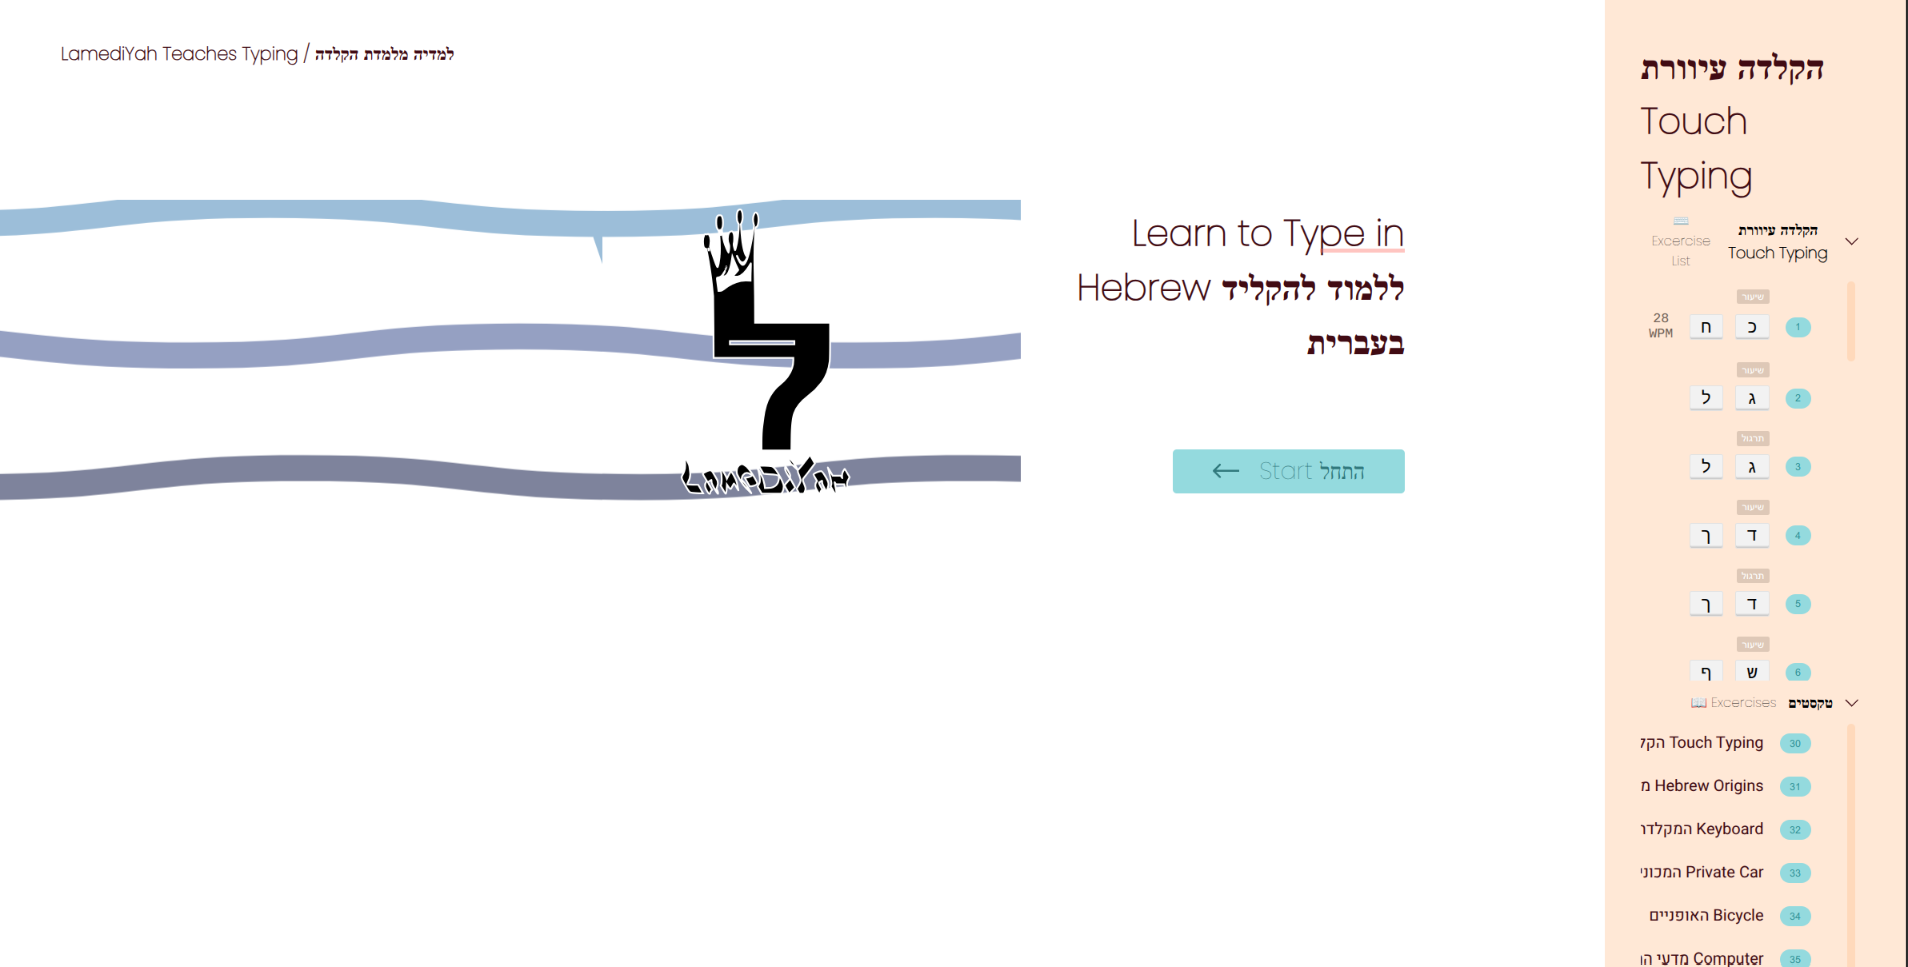 LamediYah Teaches Typing / למדיה מלמדת הקלדה
Learn to Type in
Hebrew ללמוד להקליד
בעברית
Start התחל
LamediYah
הקלדה עיוורת
Touch
Typing
הקלדה עיוורת
Touch Typing
Excercise
List
שיעור
1 כ ח 28
WPM
שיעור
2 ג ל
תרגול
3 ג ל
שיעור
4 ד ך
תרגול
5 ד ך
שיעור
6 ש ף
טקסטים Excercises
30 Touch Typing הקל
31 Hebrew Origins מ
32 Keyboard המקלדת
33 Private Car המכוני
34 Bicycle האופניים
35 Computer מדעי המ